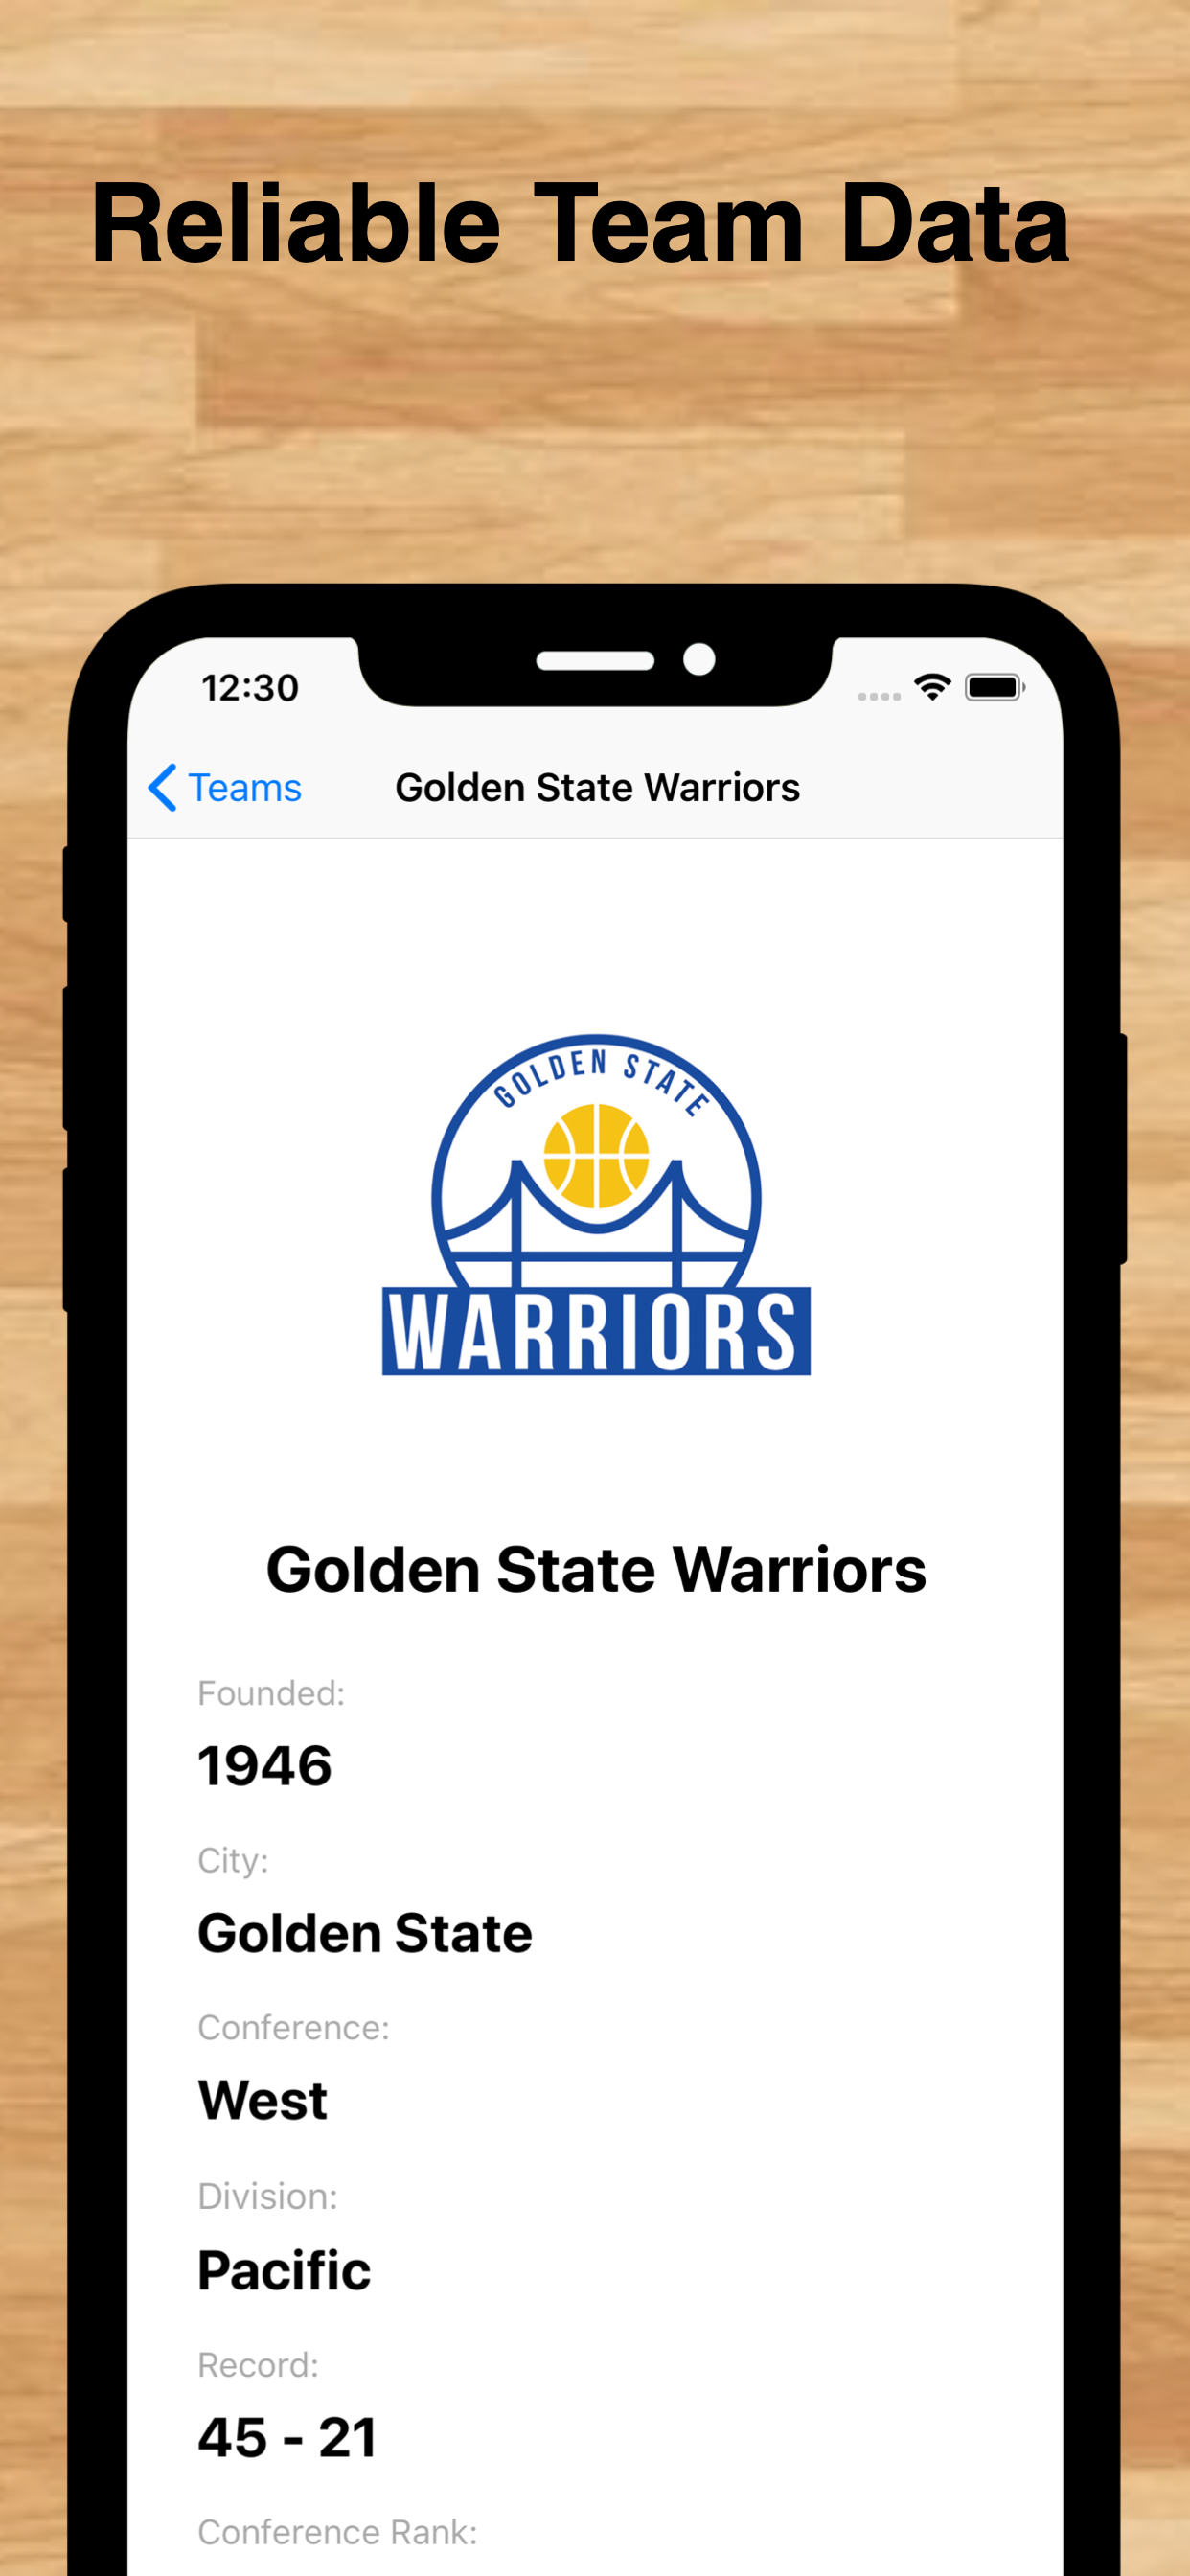 Reliable Team Data
12:30
Teams
Golden State Warriors
GOLDEN STATE
WARRIORS
Golden State Warriors
Founded:
1946
City:
Golden State
Conference:
West
Division:
Pacific
Record:
45 - 21
Conference Rank: